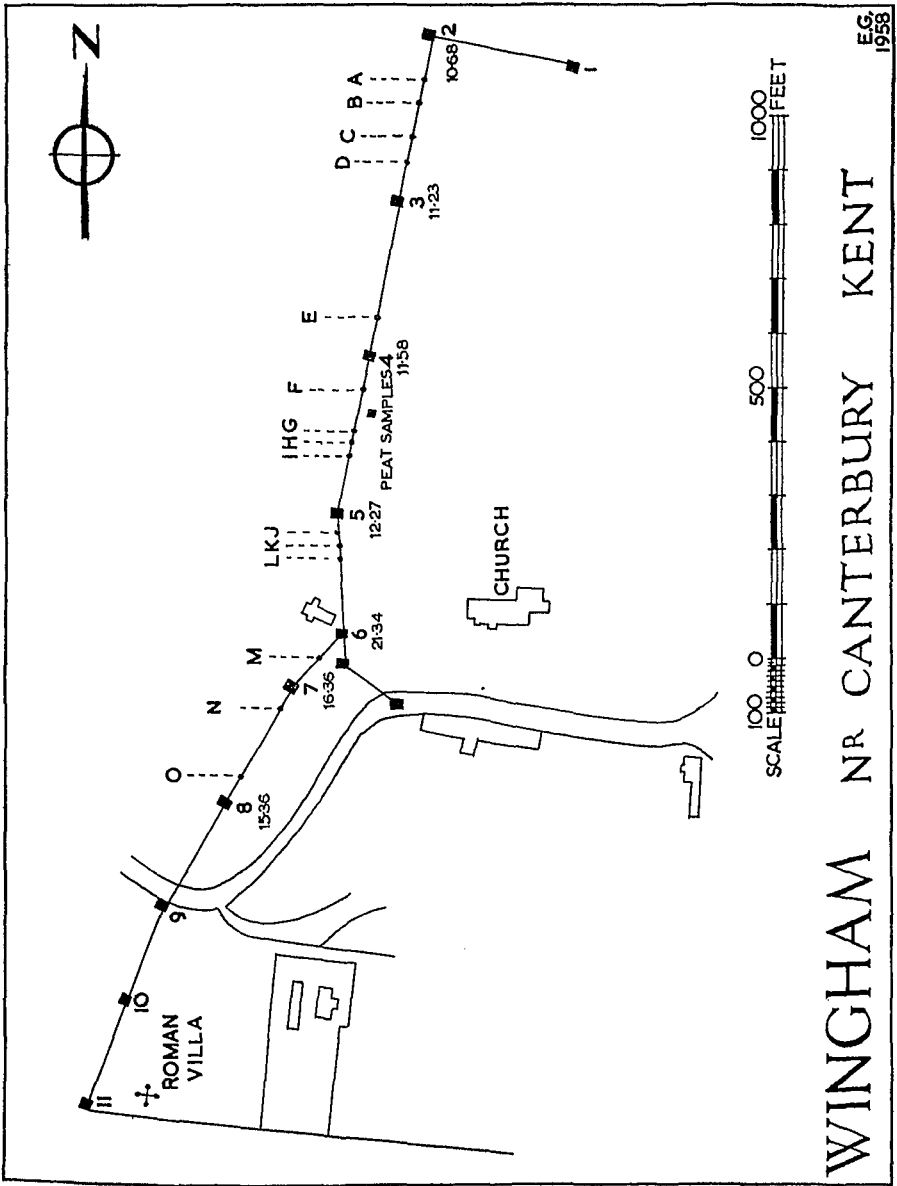 N
11
10
9
8
15·36
7
16·36
6
21·34
5
12·27
4
11·58
3
11·23
2
10·68
1
O
N
M
LKJ
IHG
F
E
D
C
B
A
PEAT SAMPLES
ROMAN
VILLA
CHURCH
100
0
500
1000
SCALE
FEET
WINGHAM NR CANTERBURY KENT
E.G,
1958